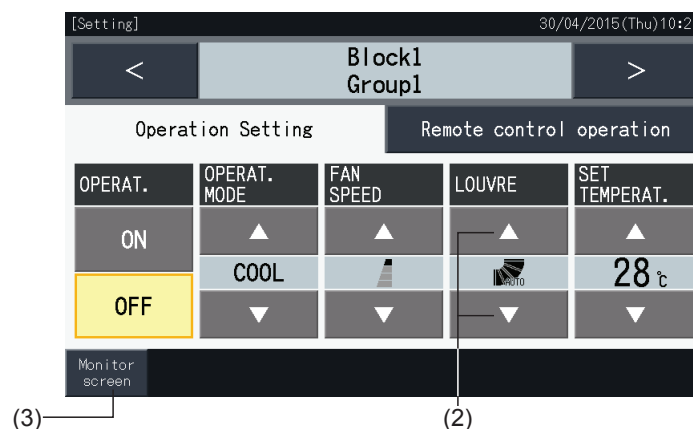 [Setting]
30/04/2015(Thu)10:2
<
Block1
Group1
>
Operation Setting
Remote control operation
OPERAT.
OPERAT.
MODE
FAN
SPEED
LOUVRE
SET
TEMPERAT.
ON
OFF
COOL
AUTO
28℃
Monitor
screen
(3)
(2)